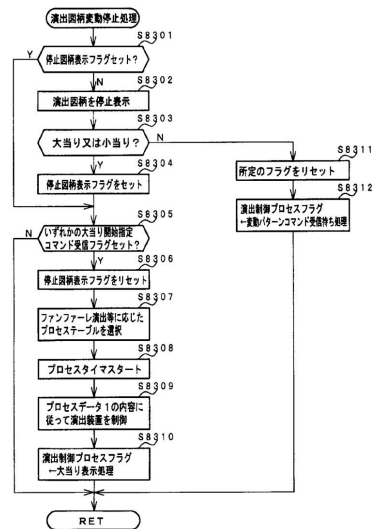 演出図柄変動停止処理
S8301
停止図柄表示フラグセット?
Y
N
S8302
演出図柄を停止表示
S8303
大当り又は小当り?
N
Y
S8304
停止図柄表示フラグをセット
S8311
所定のフラグをリセット
S8312
演出制御プロセスフラグ
←変動パターンコマンド受信待ち処理
S8305
N
いずれかの大当り開始指定
コマンド受信フラグセット?
Y
S8306
停止図柄表示フラグをリセット
S8307
ファンファーレ演出等に応じた
プロセステーブルを選択
S8308
プロセスタイマスタート
S8309
プロセスデータ1の内容に
従って演出装置を制御
S8310
演出制御プロセスフラグ
←大当り表示処理
RET